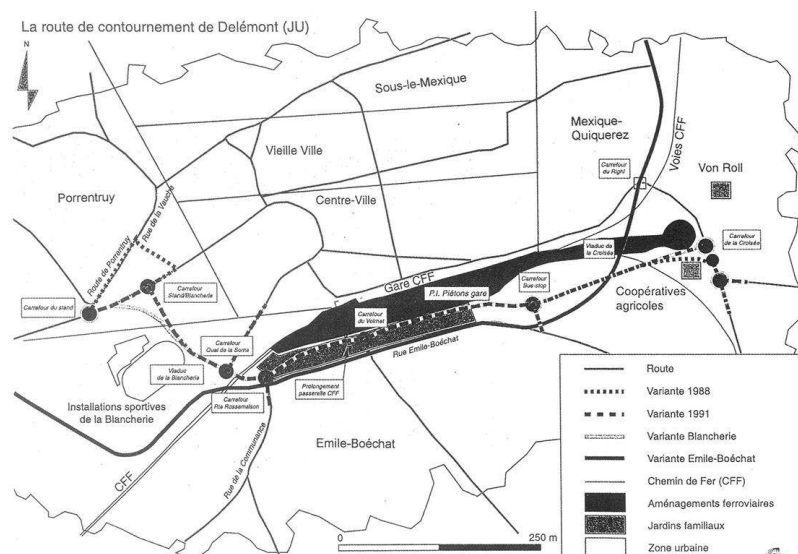 La route de contournement de Delémont (JU)
N
Sous-le-Mexique
Mexique-
Quiquerez
Voies CFF
Vieille Ville
Carrefour
du Righi
Von Roll
Porrentruy
Rue de la Vauche
Centre-Ville
Route de Porrentruy
Carrefour
de la Croisée
Viaduc de
la Croisée
Gare CFF
Carrefour
Stand/Blancherie
Carrefour
Bus-stop
P.I. Piétons gare
Carrefour du stand
Coopératives
agricoles
Carrefour
du Velmet
Carrefour
Quai de la Sorne
Rue Emile-Boéchat
Viaduc de
la Blancherie
Prolongement
passerelle CFF
Carrefour
Rte Rossemaison
Installations sportives
de la Blancherie
Emile-Boéchat
CFF
Rue de la Communance
0
250 m
Route
Variante 1988
Variante 1991
Variante Blancherie
Variante Emile-Boéchat
Chemin de Fer (CFF)
Aménagements ferroviaires
Jardins familiaux
Zone urbaine